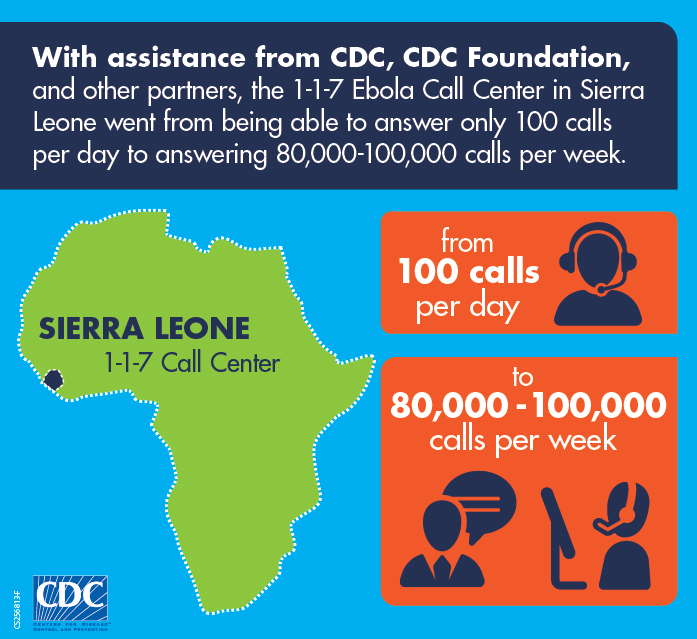 With assistance from CDC, CDC Foundation,
and other partners, the 1-1-7 Ebola Call Center in Sierra
Leone went from being able to answer only 100 calls
per day to answering 80,000-100,000 calls per week.
SIERRA LEONE
1-1-7 Call Center
from
100 calls
per day
to
80,000 - 100,000
calls per week
CS256813-F
CDC
CENTERS FOR DISEASE
CONTROL AND PREVENTION